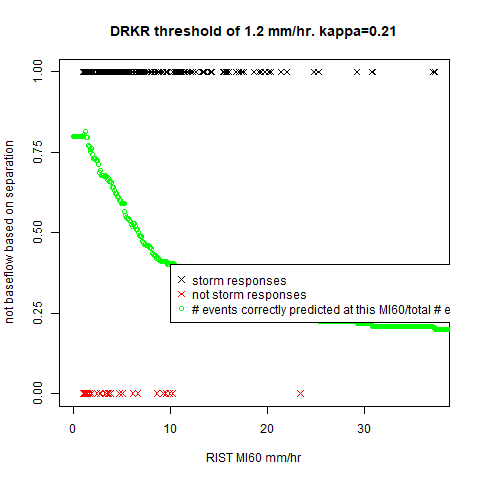 DRKR threshold of 1.2 mm/hr. kappa=0.21
not baseflow based on separation
1.00
0.75
0.50
0.25
0.00
storm responses
not storm responses
# events correctly predicted at this MI60/total # e
0
10
20
30
RIST MI60 mm/hr